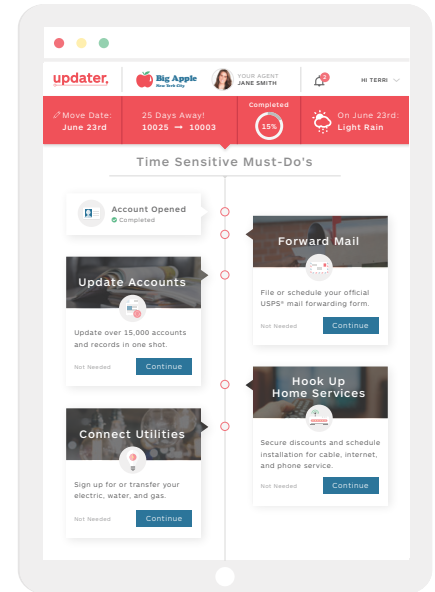 updater.
Big Apple
New York City
YOUR AGENT
JANE SMITH
2
HI TERRI
Move Date:
June 23rd
25 Days Away!
10025 → 10003
Completed
15%
On June 23rd:
Light Rain
Time Sensitive Must-Do's
Account Opened
Completed
Forward Mail
File or schedule your official
USPS® mail forwarding form.
Not Needed
Continue
Update Accounts
Update over 15,000 accounts
and records in one shot.
Not Needed
Continue
Hook Up
Home Services
Secure discounts and schedule
installation for cable, internet,
and phone service.
Not Needed
Continue
Connect Utilities
Sign up for or transfer your
electric, water, and gas.
Not Needed
Continue